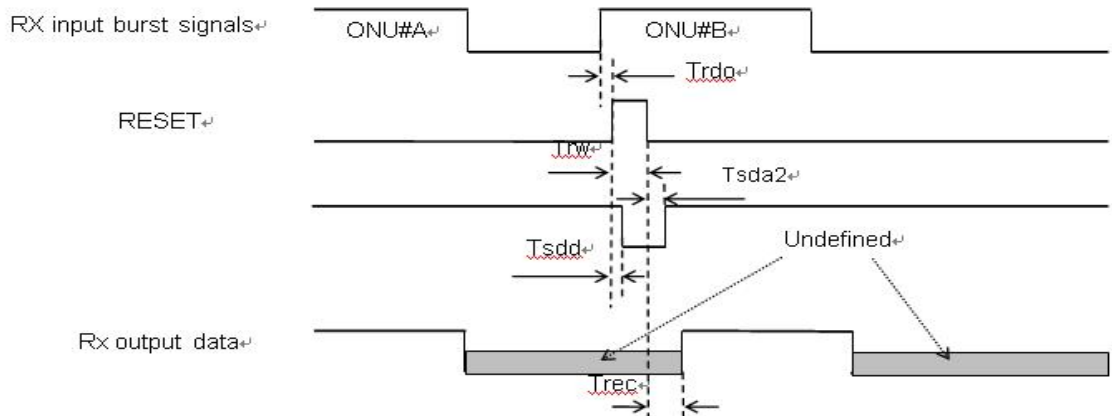 RX input burst signals
ONU#A
ONU#B
Trdo
RESET
Trw
Tsda2
Tsdd
Undefined
Rx output data
Trec